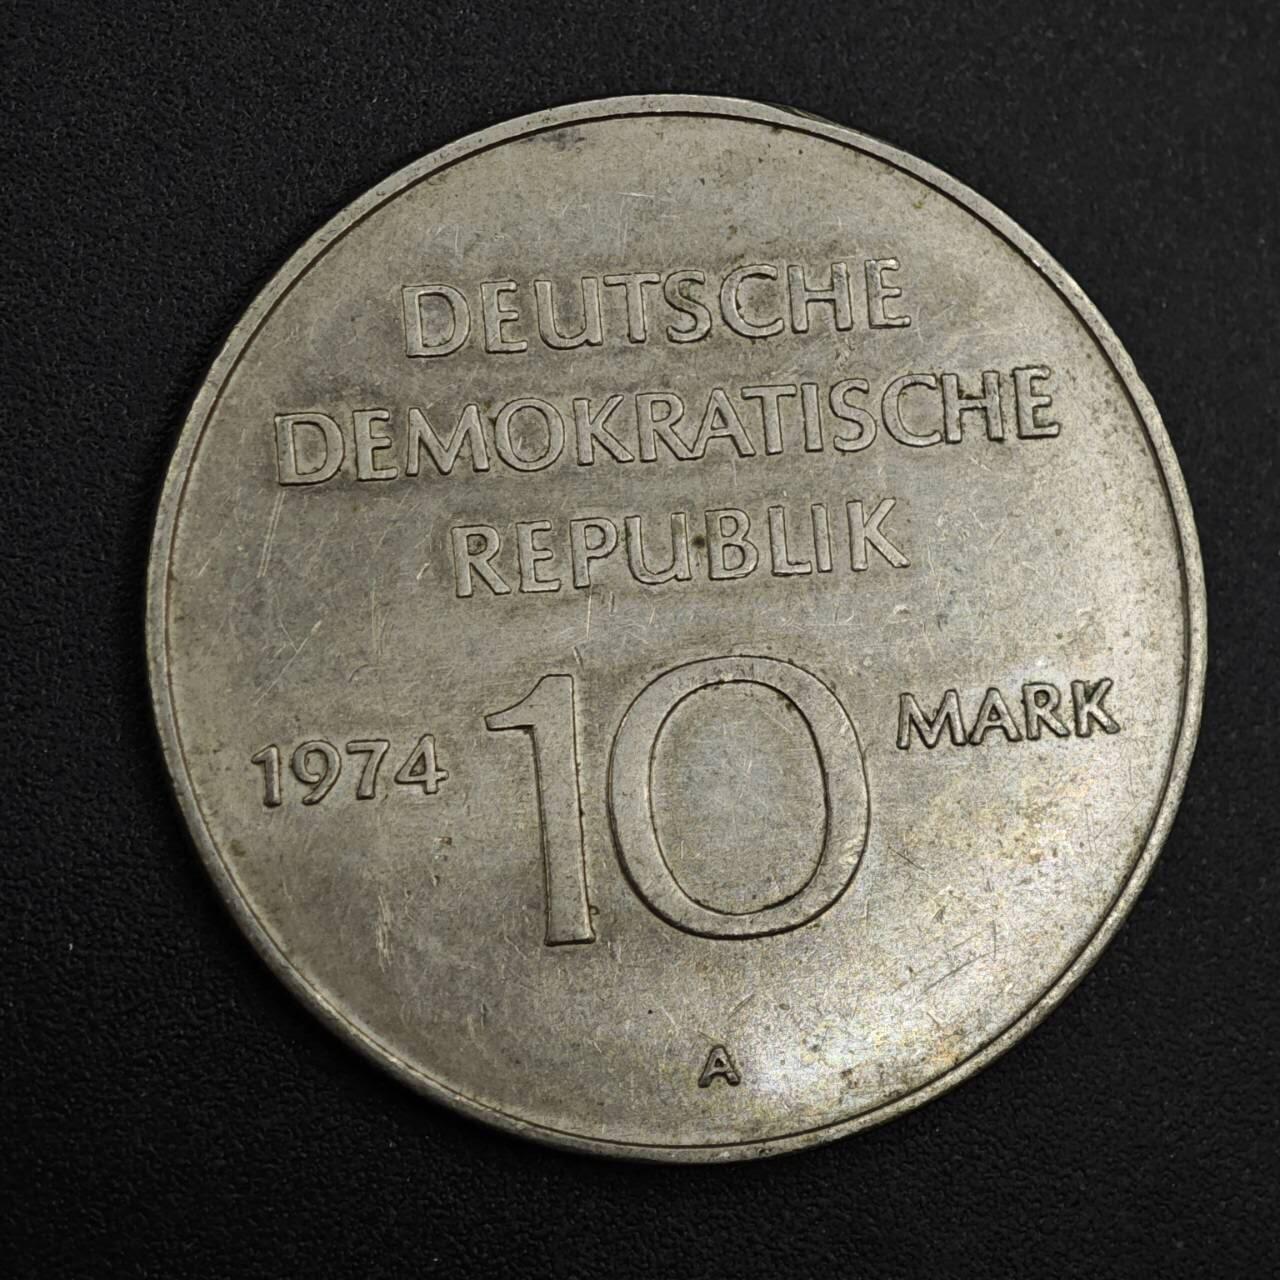 DEUTSCHE
DEMOKRATISCHE
REPUBLIK
1974 10 MARK
A